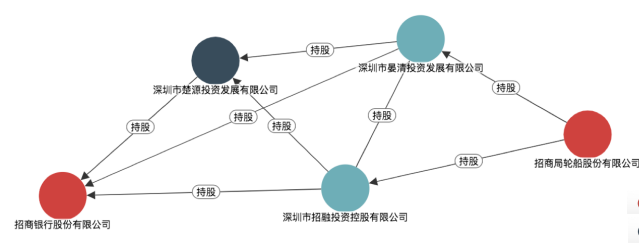 持股
深圳市晏清投资发展有限公司
深圳市楚源投资发展有限公司
持股
持股
持股
持股
持股
持股
招商局轮船股份有限公司
持股
深圳市招融投资控股有限公司
招商银行股份有限公司